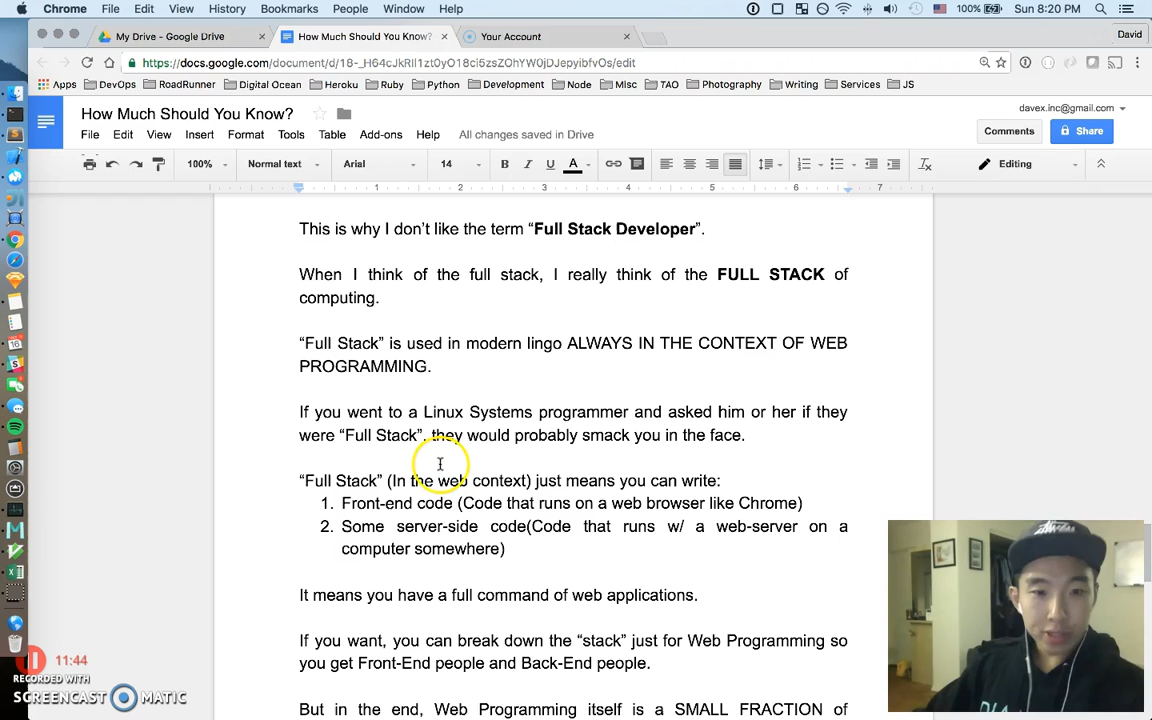 Chrome File Edit View History Bookmarks People Window Help 100% Sun 8:20 PM
My Drive - Google Drive × How Much Should You Know? × Your Account × David
https://docs.google.com/document/d/18-_H64cJkRIl1zt0yO18ci5zsZOhYW0jDJepyibfvOs/edit
Apps DevOps RoadRunner Digital Ocean Heroku Ruby Python Development Node Misc TAO Photography Writing Services JS
How Much Should You Know? davex.inc@gmail.com
File Edit View Insert Format Tools Table Add-ons Help All changes saved in Drive Comments Share
100% Normal text Arial 14 B I U A Editing
1 2 3 4 5 6 7
This is why I don’t like the term “Full Stack Developer”.
When I think of the full stack, I really think of the FULL STACK of
computing.
“Full Stack” is used in modern lingo ALWAYS IN THE CONTEXT OF WEB
PROGRAMMING.
If you went to a Linux Systems programmer and asked him or her if they
were “Full Stack”, they would probably smack you in the face.
“Full Stack” (In the web context) just means you can write:
1. Front-end code (Code that runs on a web browser like Chrome)
2. Some server-side code(Code that runs w/ a web-server on a
computer somewhere)
It means you have a full command of web applications.
If you want, you can break down the “stack” just for Web Programming so
you get Front-End people and Back-End people.
But in the end, Web Programming itself is a SMALL FRACTION of
11:44
RECORDED WITH
SCREENCAST MATIC